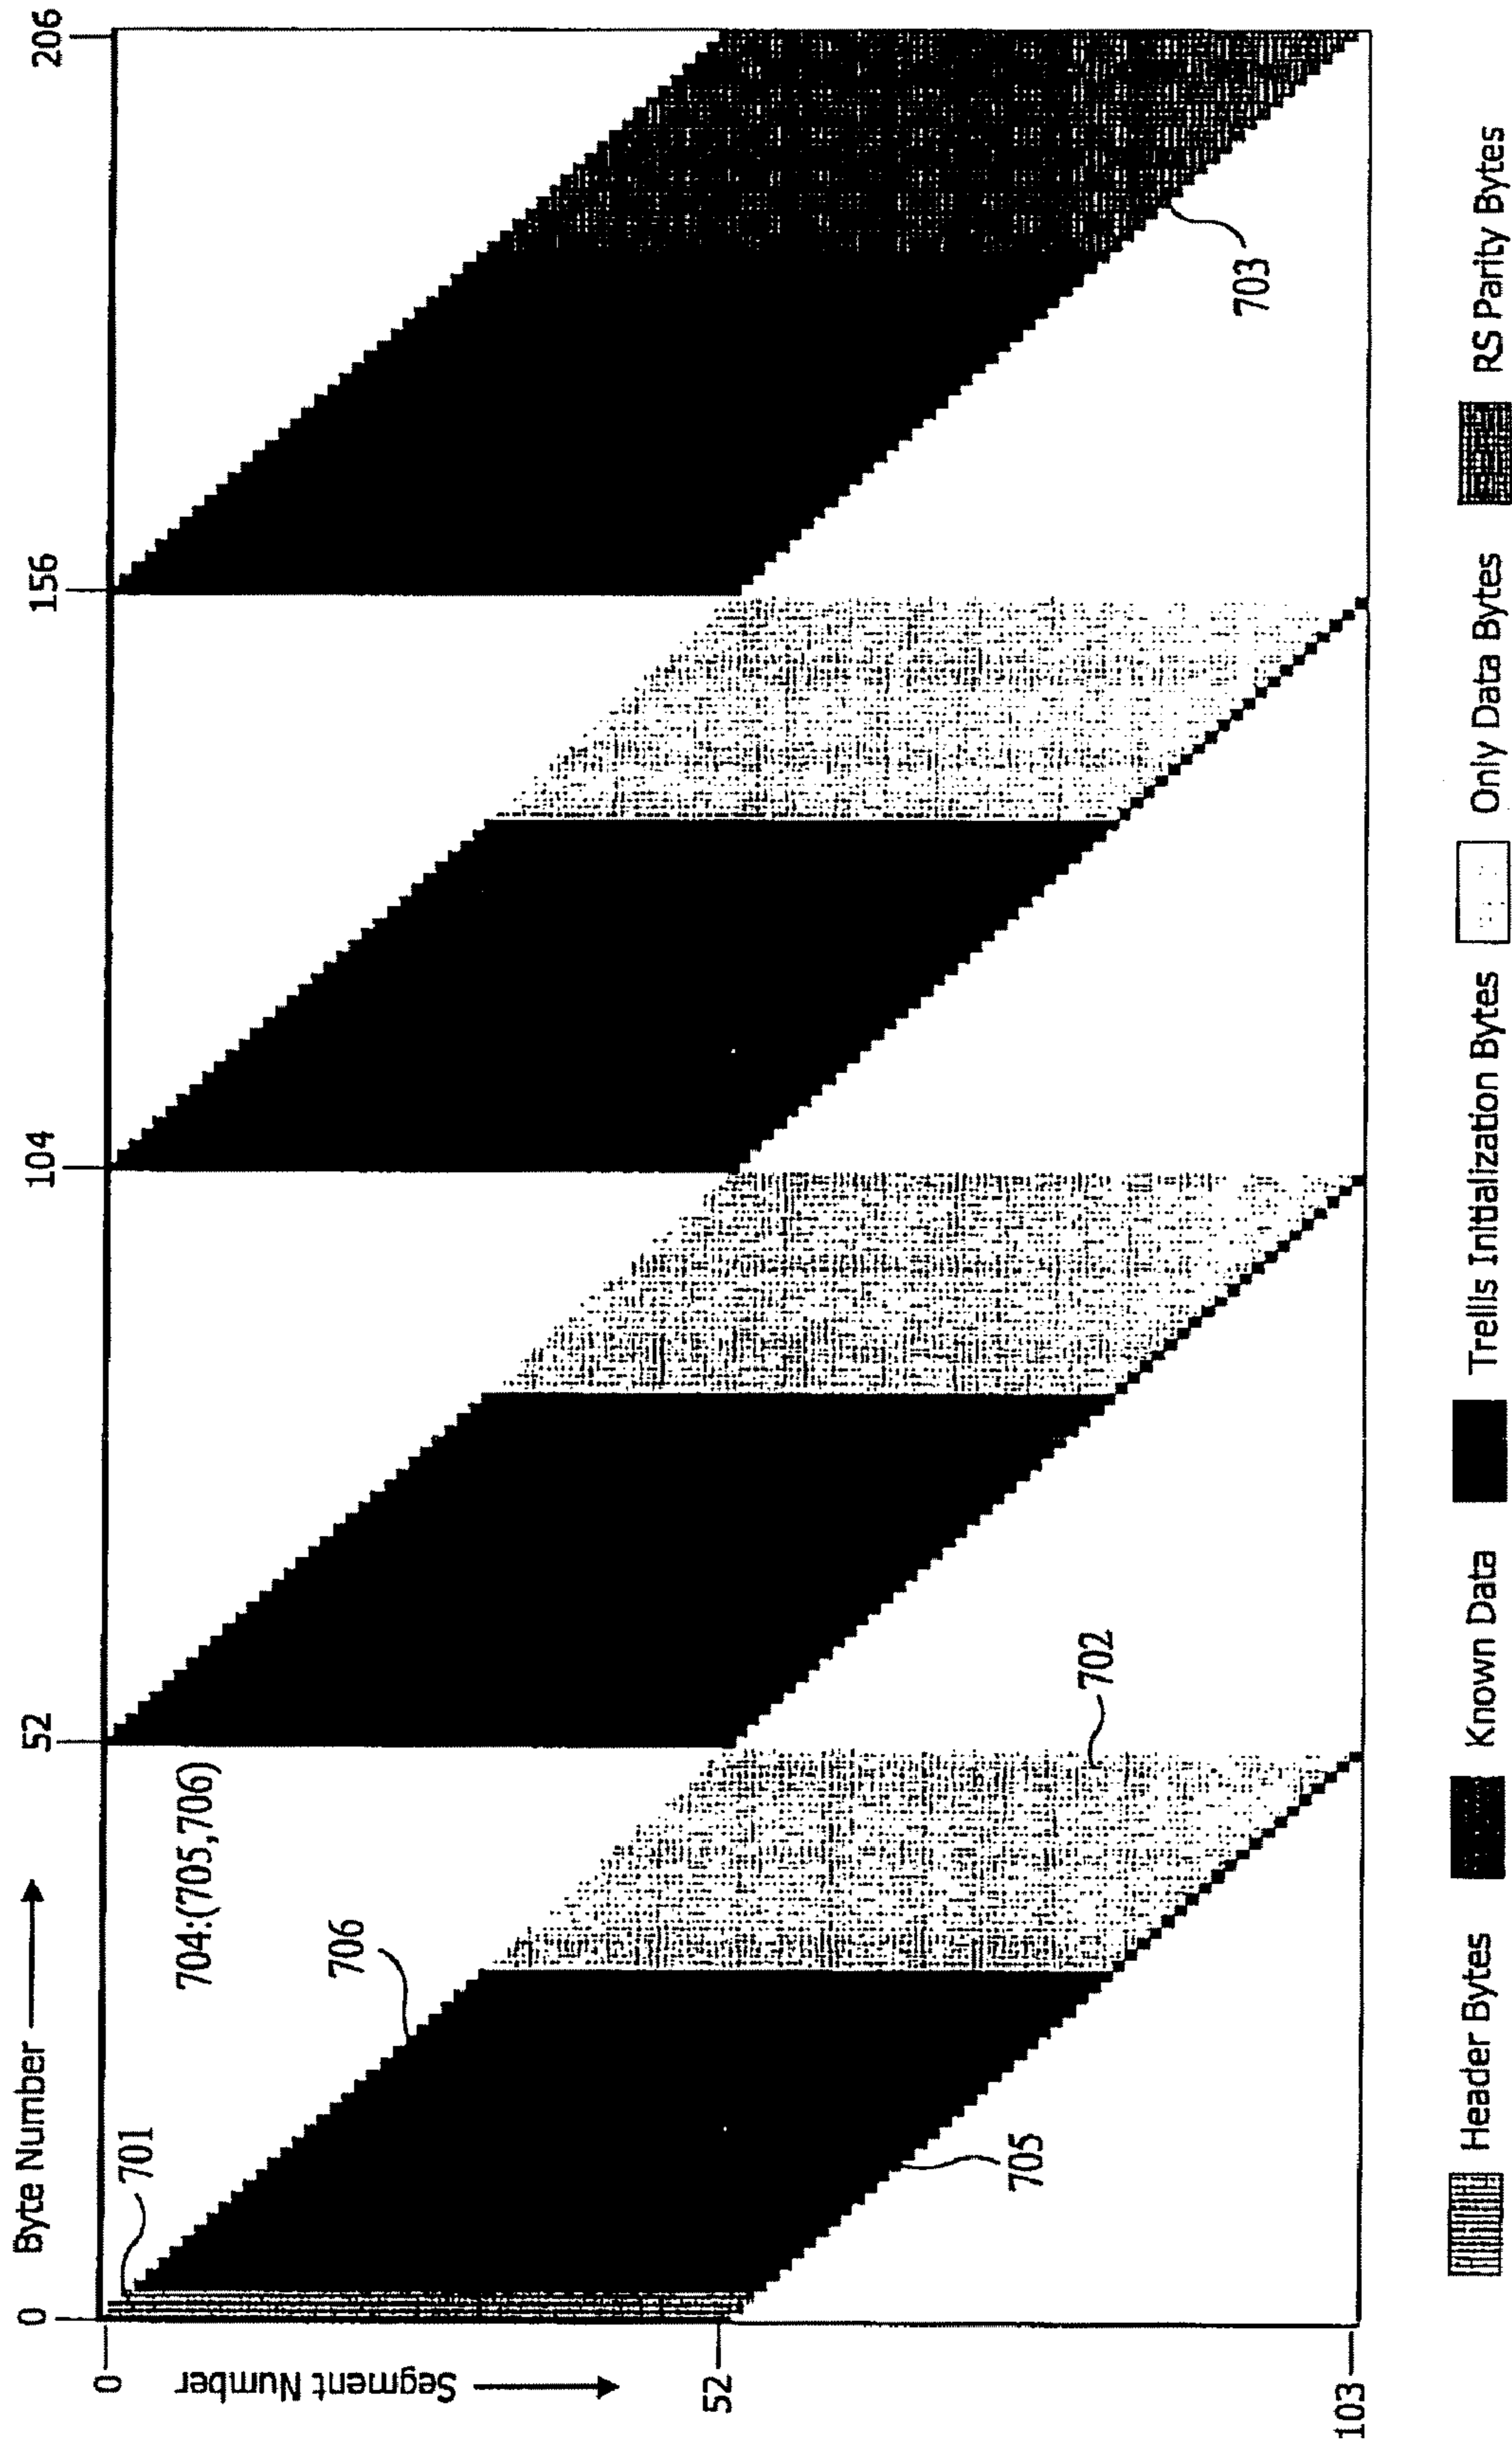 Byte Number
0
52
104
156
206
Segment Number
0
52
103
701
706
704:(705,706)
705
702
703
Header Bytes
Known Data
Trellis Initialization Bytes
Only Data Bytes
RS Parity Bytes